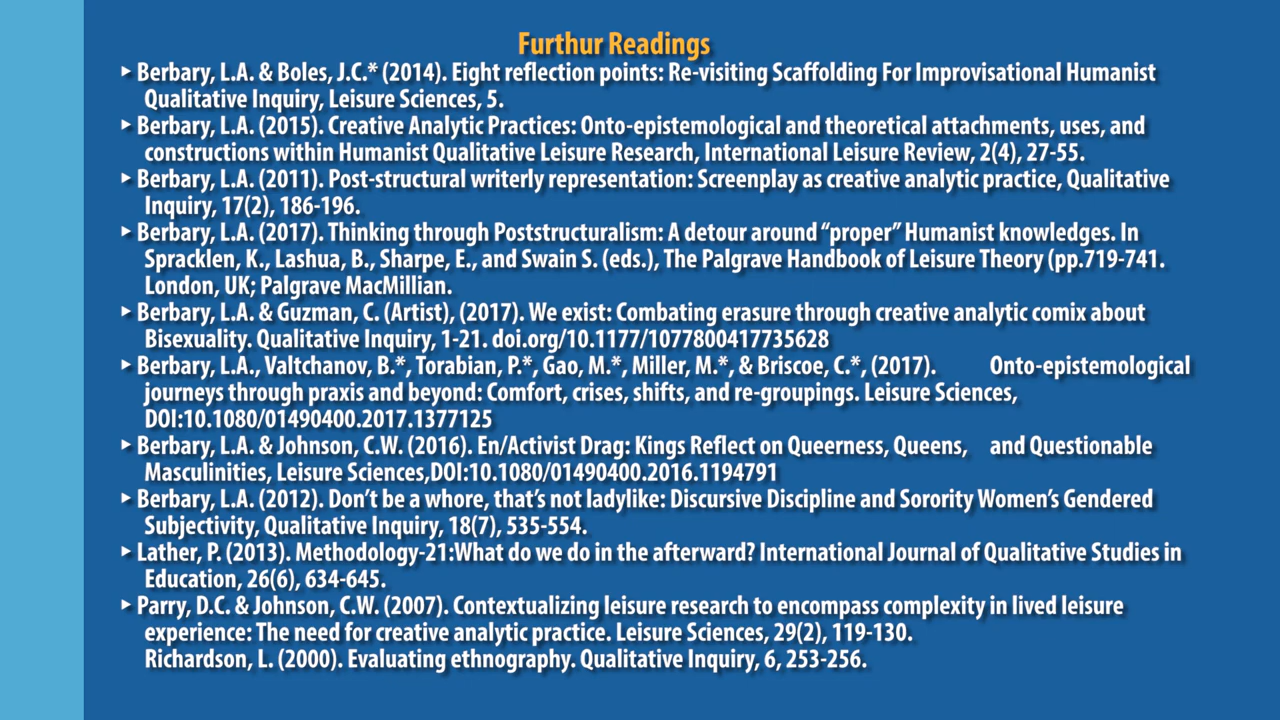 Furthur Readings
▸ Berbary, L.A. & Boles, J.C.* (2014). Eight reflection points: Re-visiting Scaffolding For Improvisational Humanist
Qualitative Inquiry, Leisure Sciences, 5.
▸ Berbary, L.A. (2015). Creative Analytic Practices: Onto-epistemological and theoretical attachments, uses, and
constructions within Humanist Qualitative Leisure Research, International Leisure Review, 2(4), 27-55.
▸ Berbary, L.A. (2011). Post-structural writerly representation: Screenplay as creative analytic practice, Qualitative
Inquiry, 17(2), 186-196.
▸ Berbary, L.A. (2017). Thinking through Poststructuralism: A detour around “proper” Humanist knowledges. In
Spracklen, K., Lashua, B., Sharpe, E., and Swain S. (eds.), The Palgrave Handbook of Leisure Theory (pp.719-741.
London, UK; Palgrave MacMillian.
▸ Berbary, L.A. & Guzman, C. (Artist), (2017). We exist: Combating erasure through creative analytic comix about
Bisexuality. Qualitative Inquiry, 1-21. doi.org/10.1177/1077800417735628
▸ Berbary, L.A., Valtchanov, B.*, Torabian, P.*, Gao, M.*, Miller, M.*, & Briscoe, C.*, (2017). Onto-epistemological
journeys through praxis and beyond: Comfort, crises, shifts, and re-groupings. Leisure Sciences,
DOI:10.1080/01490400.2017.1377125
▸ Berbary, L.A. & Johnson, C.W. (2016). En/Activist Drag: Kings Reflect on Queerness, Queens, and Questionable
Masculinities, Leisure Sciences,DOI:10.1080/01490400.2016.1194791
▸ Berbary, L.A. (2012). Don’t be a whore, that’s not ladylike: Discursive Discipline and Sorority Women’s Gendered
Subjectivity, Qualitative Inquiry, 18(7), 535-554.
▸ Lather, P. (2013). Methodology-21:What do we do in the afterward? International Journal of Qualitative Studies in
Education, 26(6), 634-645.
▸ Parry, D.C. & Johnson, C.W. (2007). Contextualizing leisure research to encompass complexity in lived leisure
experience: The need for creative analytic practice. Leisure Sciences, 29(2), 119-130.
Richardson, L. (2000). Evaluating ethnography. Qualitative Inquiry, 6, 253-256.